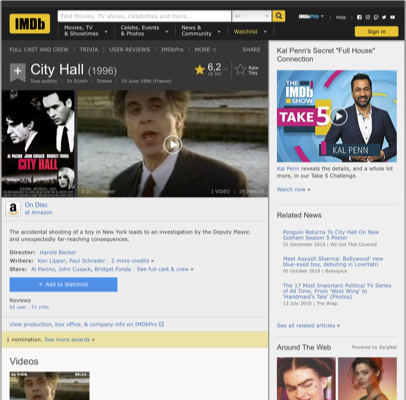 IMDb
Find Movies, TV shows, Celebrities and more...
All
IMDbPro
Help
Movies, TV & Showtimes
Celebs, Events & Photos
News & Community
Watchlist
Sign in
FULL CAST AND CREW | TRIVIA | USER REVIEWS | IMDbPro | MORE
SHARE
City Hall (1996)
6,2
Rate This
Tous publics | 1h 51min | Drama | 19 June 1996 (France)
AL PACINO JOHN CUSACK BRIDGET FONDA
CITY HALL
1 VIDEO | 29 IMAGES
On Disc
at Amazon
The accidental shooting of a boy in New York leads to an investigation by the Deputy Mayor,
and unexpectedly far-reaching consequences.
Director: Harold Becker
Writers: Ken Lipper, Paul Schrader | 2 more credits »
Stars: Al Pacino, John Cusack, Bridget Fonda | See full cast & crew »
+ Add to Watchlist
Reviews
62 user | 51 critic
View production, box office, & company info on IMDbPro
1 nomination. See more awards »
Videos
Kal Penn's Secret "Full House"
Connection
THE IMDb SHOW
TAKE 5
KAL PENN
Kal Penn reveals the details, and a whole lot
more, in our Take 5 Challenge.
Watch now »
Related News
Penguin Returns To City Hall On New
Gotham Season 5 Poster
21 December 2018 | We Got This Covered
Meet Aayush Sharma: Bollywood' new
blue-eyed boy, debuting in LoveYatri
05 October 2018 | Bollyspice
The 17 Most Important Political TV Series
of All Time, From 'West Wing' to
'Handmaid's Tale' (Photos)
13 July 2018 | The Wrap
See all related articles »
Around The Web
Powered by ZergNet